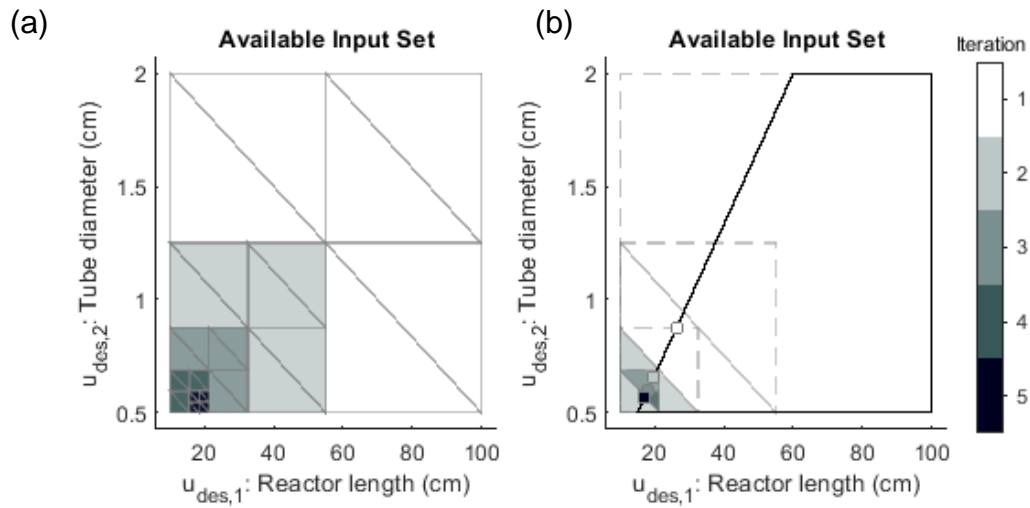 (a)
Available Input Set
2
1.5
1
0.5
u_des,2: Tube diameter (cm)
20 40 60 80 100
u_des,1: Reactor length (cm)
(b)
Available Input Set
2
1.5
1
0.5
u_des,2: Tube diameter (cm)
20 40 60 80 100
u_des,1: Reactor length (cm)
Iteration
1
2
3
4
5